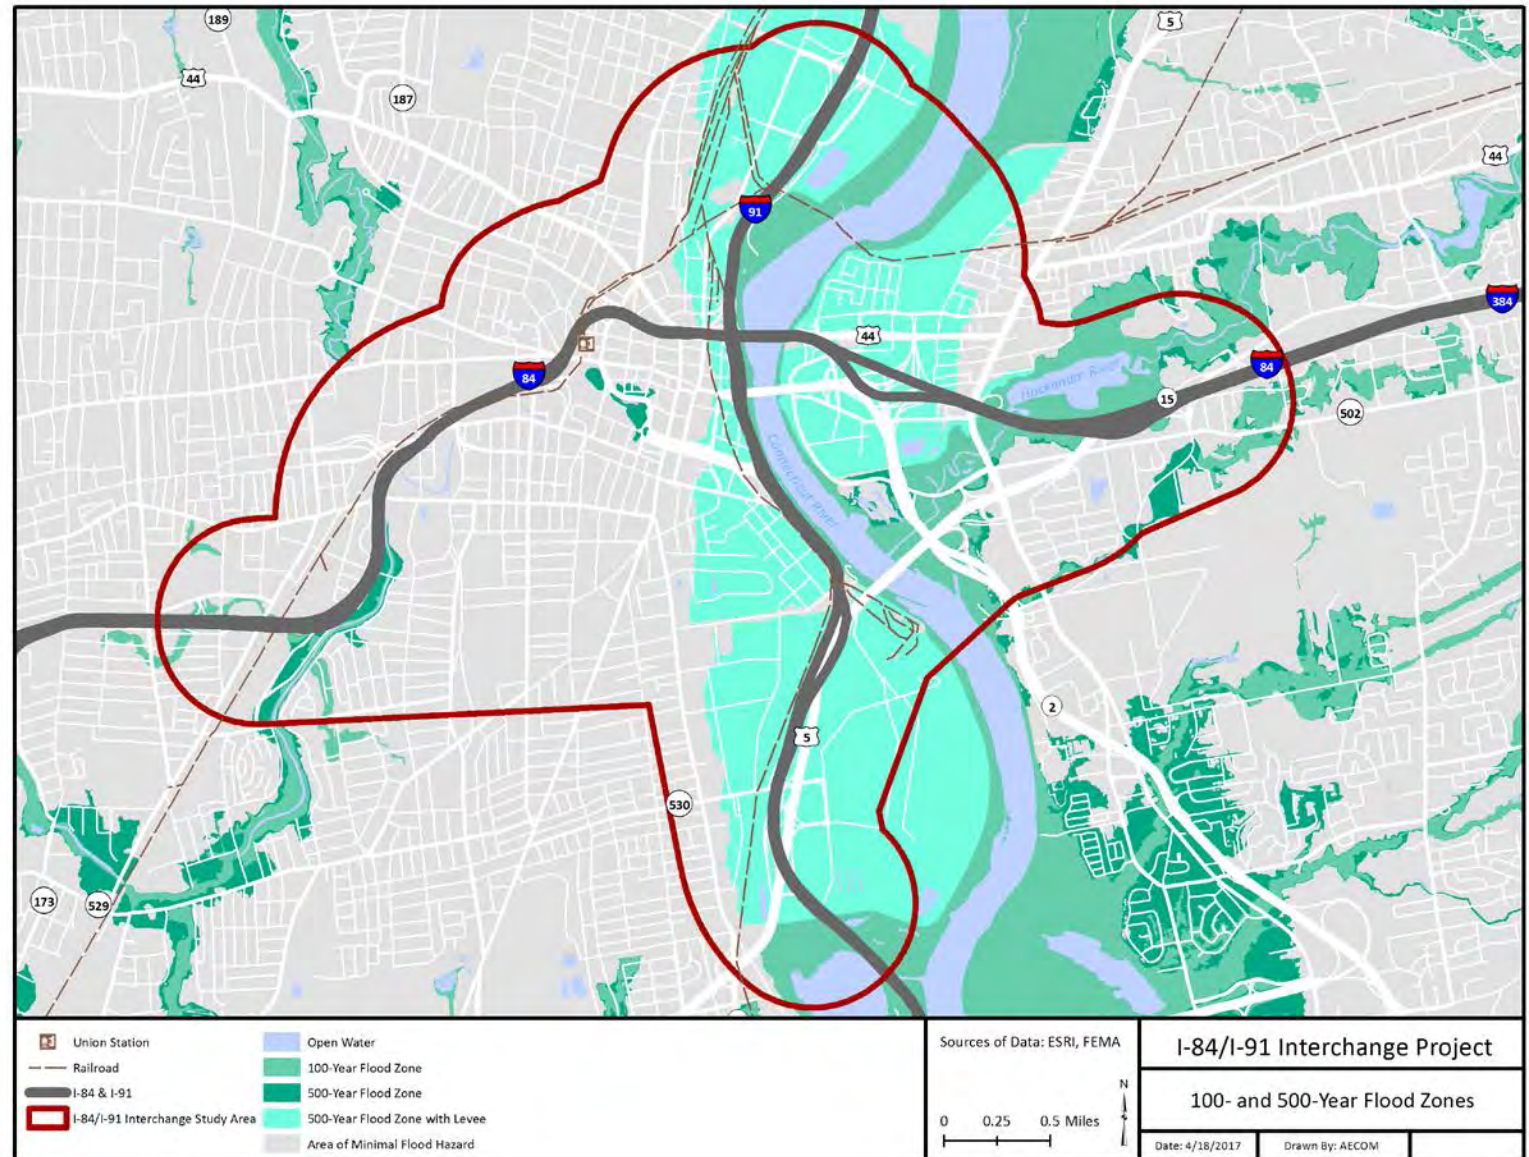 189
5
44
187
44
91
384
44
84
84
Hockanum River
15
502
Connecticut River
2
5
530
173
529
Union Station
Railroad
I-84 & I-91
I-84/I-91 Interchange Study Area
Open Water
100-Year Flood Zone
500-Year Flood Zone
500-Year Flood Zone with Levee
Area of Minimal Flood Hazard
Sources of Data: ESRI, FEMA
N
0 0.25 0.5 Miles
I-84/I-91 Interchange Project
100- and 500-Year Flood Zones
Date: 4/18/2017
Drawn By: AECOM